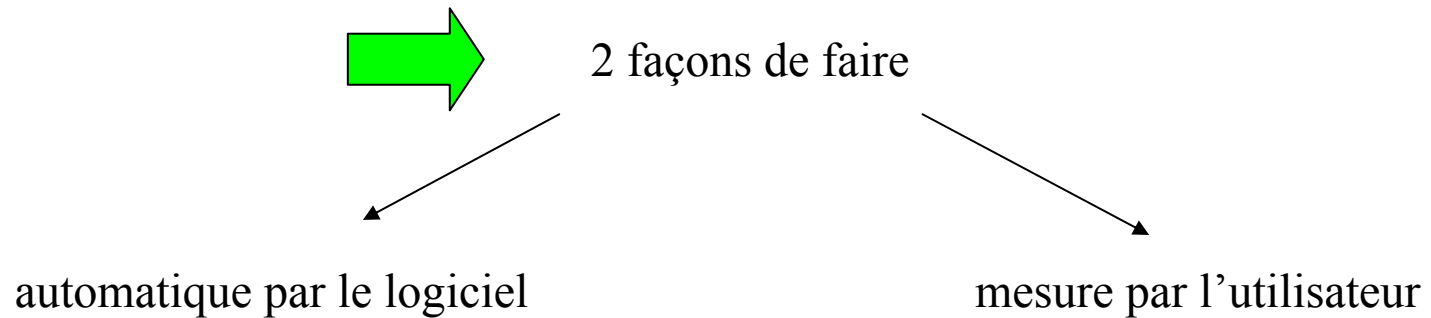 2 façons de faire
automatique par le logiciel
mesure par l’utilisateur